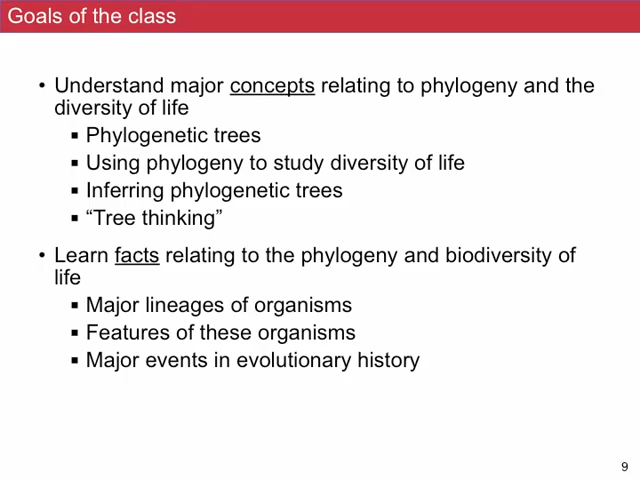 Goals of the class
• Understand major concepts relating to phylogeny and the
diversity of life
▪ Phylogenetic trees
▪ Using phylogeny to study diversity of life
▪ Inferring phylogenetic trees
▪ “Tree thinking”
• Learn facts relating to the phylogeny and biodiversity of
life
▪ Major lineages of organisms
▪ Features of these organisms
▪ Major events in evolutionary history
9